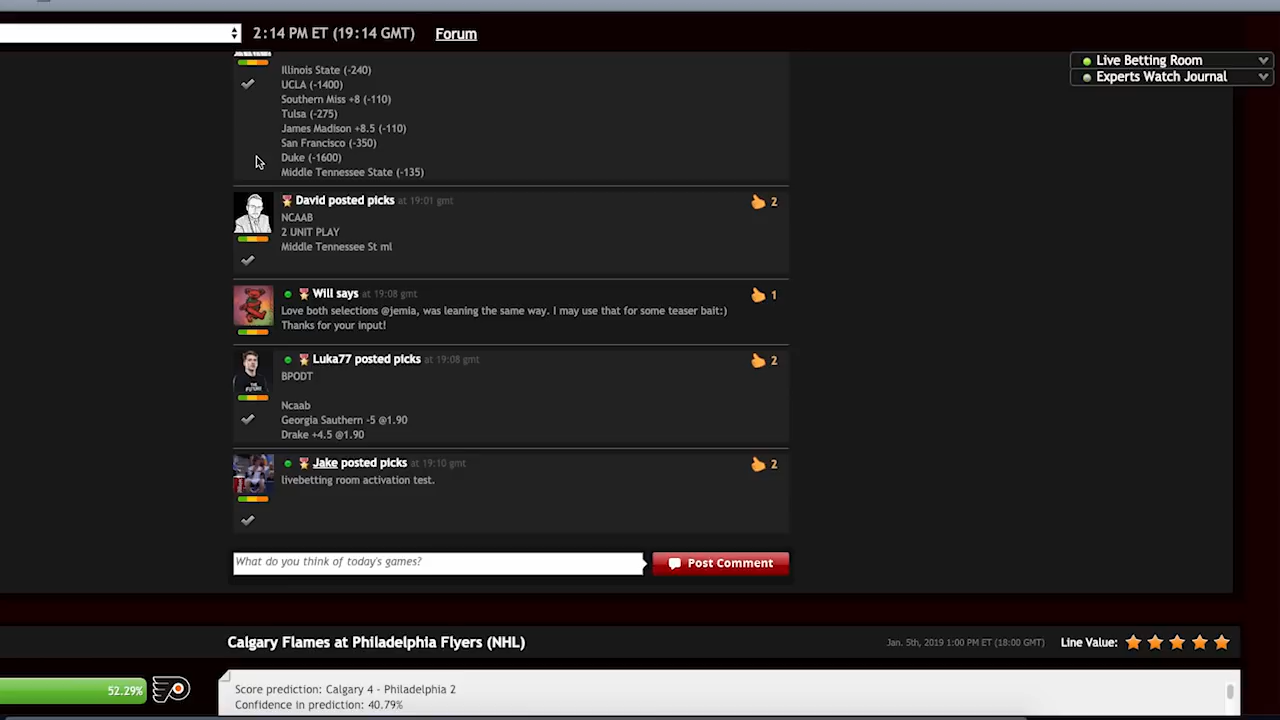 2:14 PM ET (19:14 GMT) Forum
Live Betting Room
Experts Watch Journal
Illinois State (-240)
UCLA (-1400)
Southern Miss +8 (-110)
Tulsa (-275)
James Madison +8.5 (-110)
San Francisco (-350)
Duke (-1600)
Middle Tennessee State (-135)
David posted picks at 19:01 gmt 2
NCAAB
2 UNIT PLAY
Middle Tennessee St ml
Will says at 19:08 gmt 1
Love both selections @jemia, was leaning the same way. I may use that for some teaser bait:)
Thanks for your input!
Luka77 posted picks at 19:08 gmt 2
BPODT
Ncaab
Georgia Sauthern -5 @1.90
Drake +4.5 @1.90
Jake posted picks at 19:10 gmt 2
livebetting room activation test.
What do you think of today's games? Post Comment
Calgary Flames at Philadelphia Flyers (NHL) Jan. 5th, 2019 1:00 PM ET (18:00 GMT) Line Value:
52.29%
Score prediction: Calgary 4 - Philadelphia 2
Confidence in prediction: 40.79%